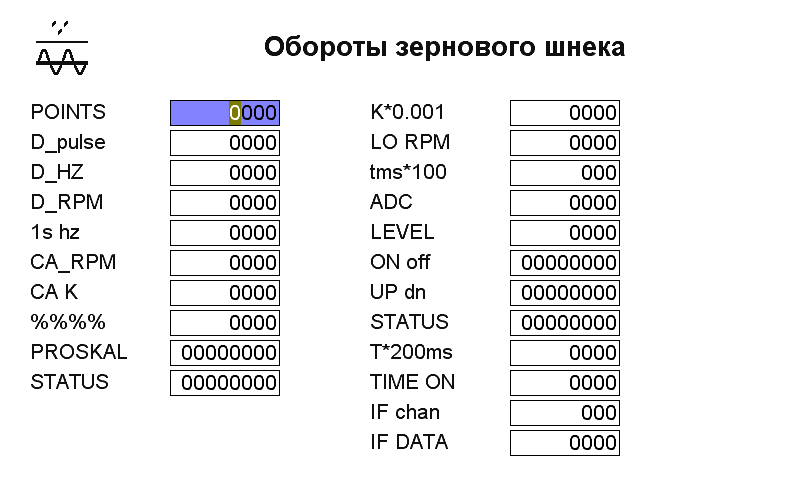 Обороты зернового шнека
POINTS 0000
D_pulse 0000
D_HZ 0000
D_RPM 0000
1s hz 0000
CA_RPM 0000
CA K 0000
%%%% 0000
PROSKAL 00000000
STATUS 00000000
K*0.001 0000
LO RPM 0000
tms*100 000
ADC 0000
LEVEL 0000
ON off 00000000
UP dn 00000000
STATUS 00000000
T*200ms 0000
TIME ON 0000
IF chan 000
IF DATA 0000